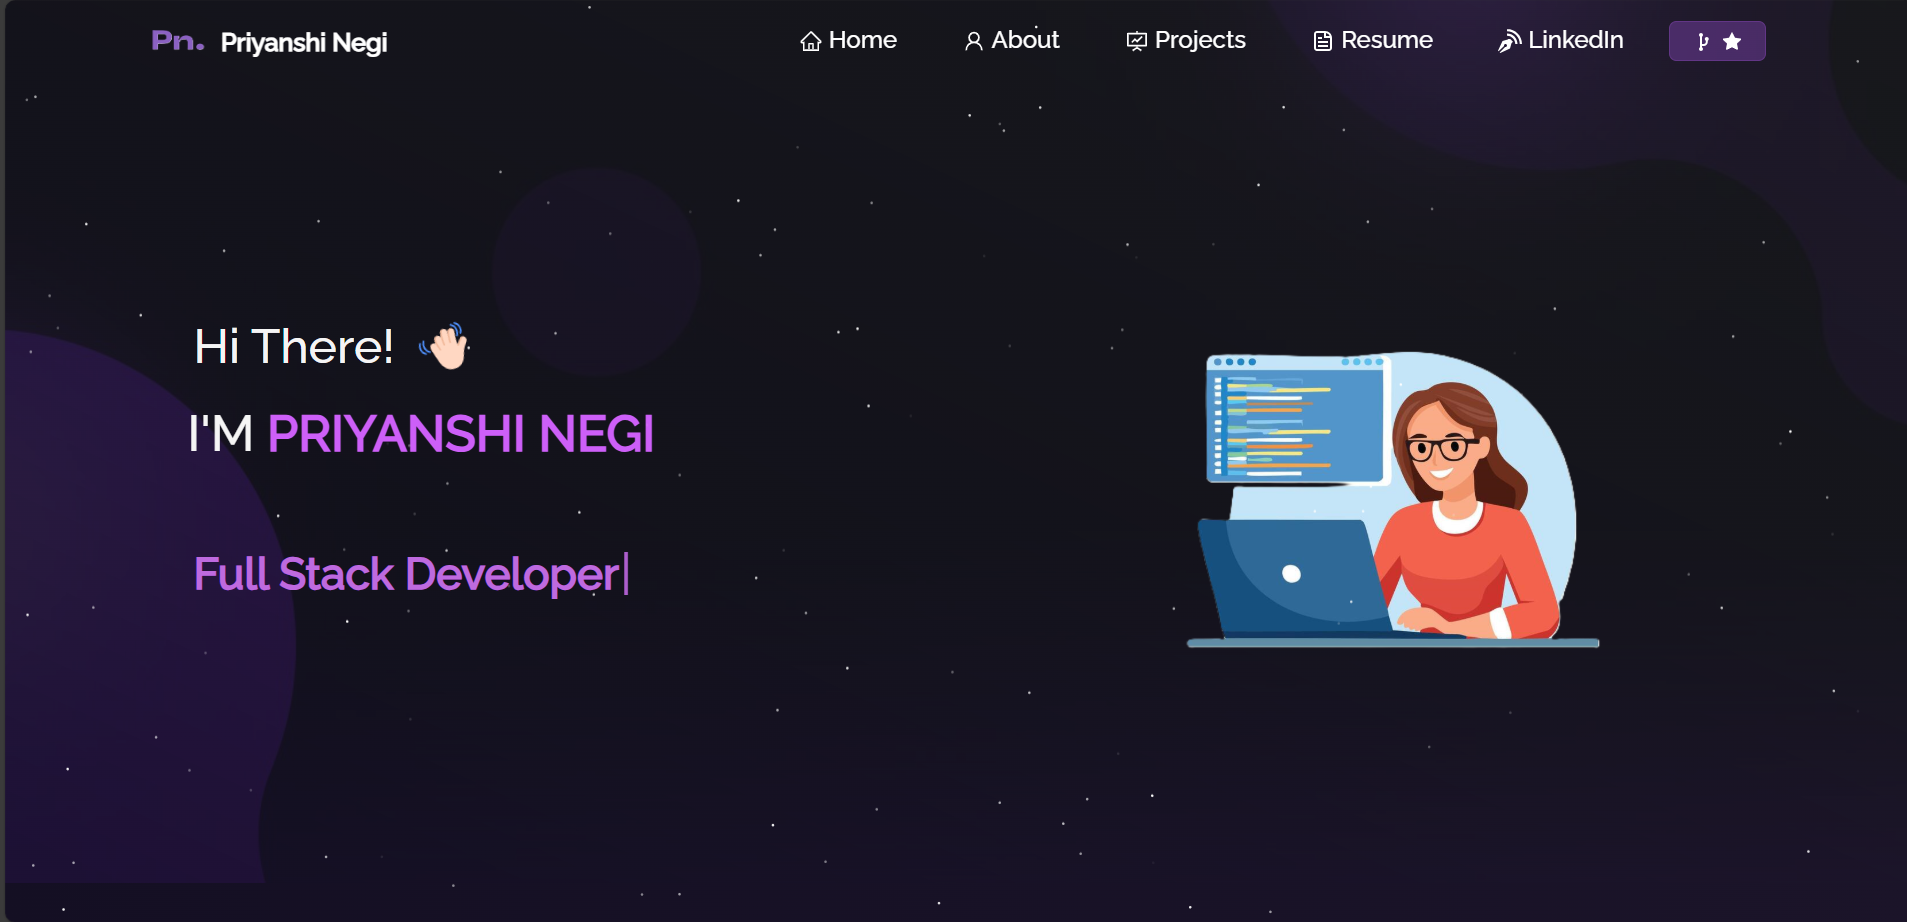 Pn. Priyanshi Negi Home About Projects Resume LinkedIn
Hi There!
I'M PRIYANSHI NEGI
Full Stack Developer